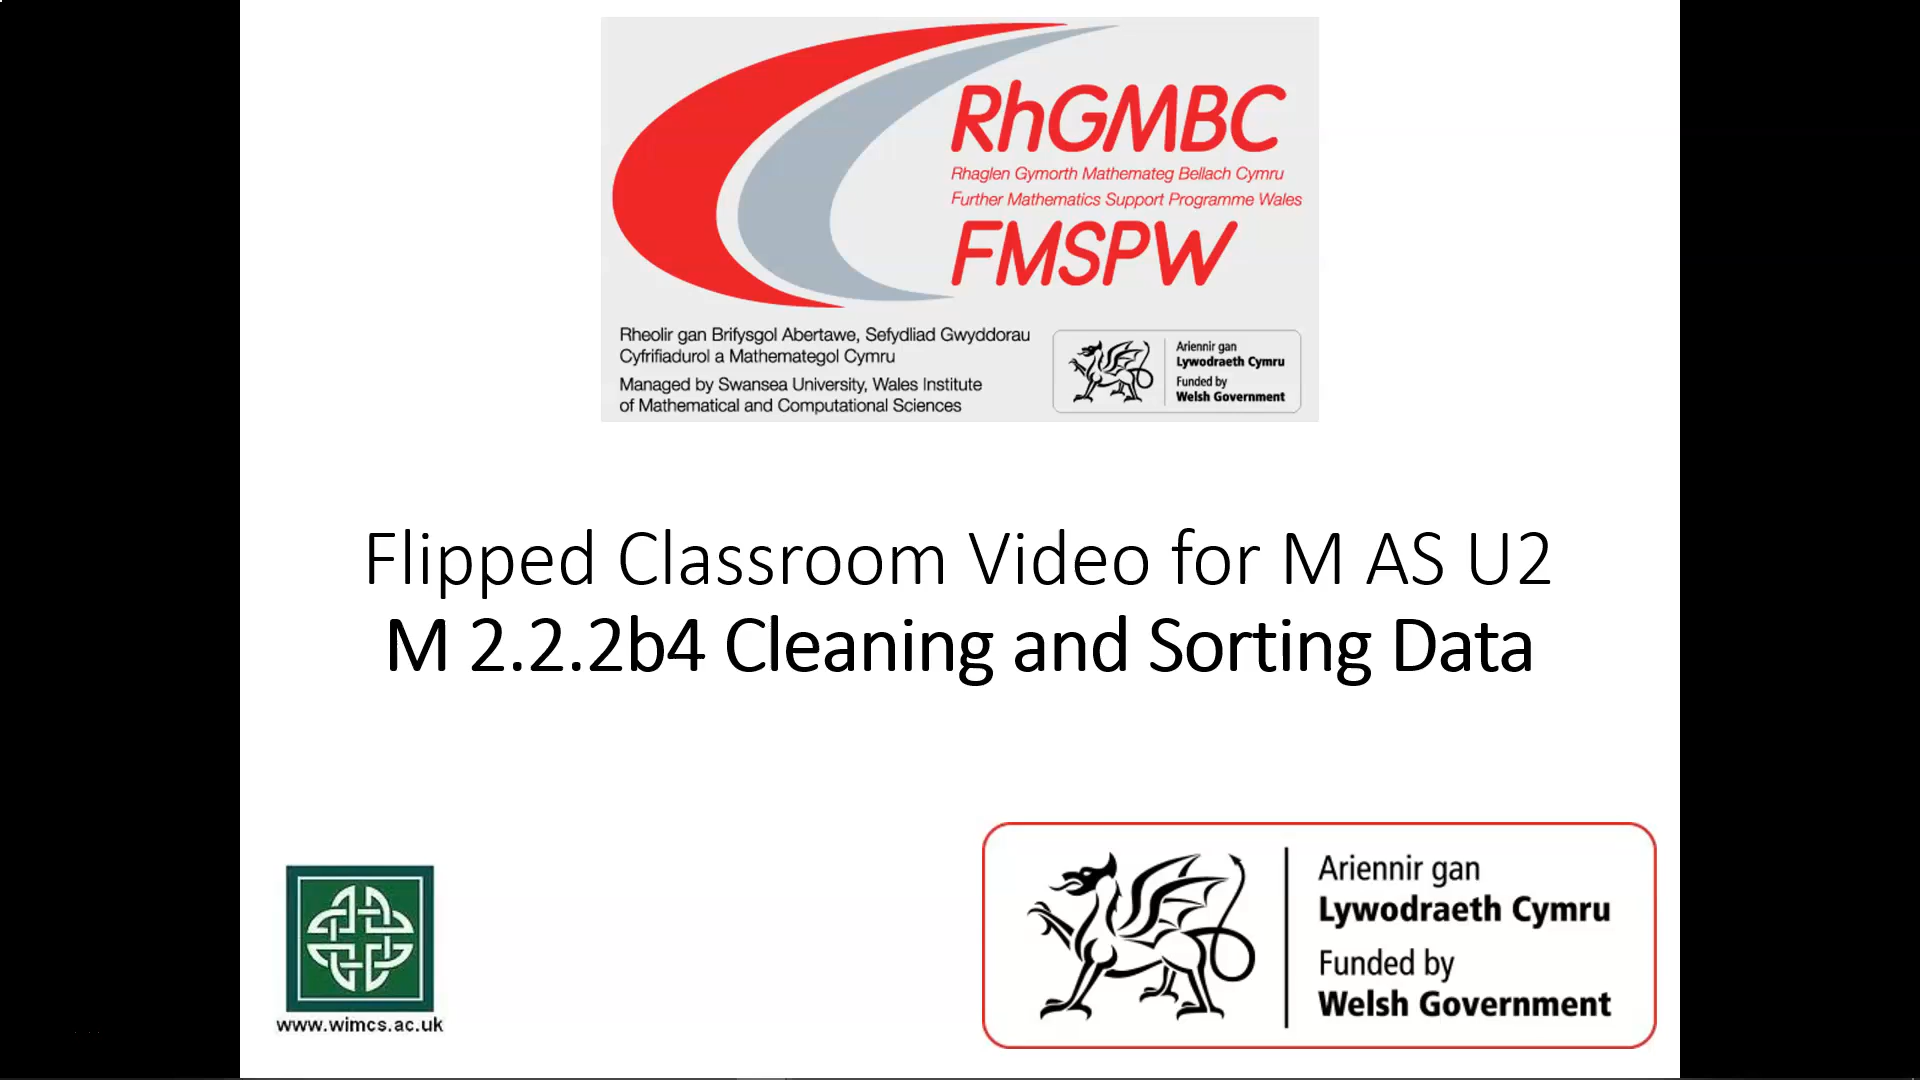 RhGMBC
Rhaglen Gymorth Mathemateg Bellach Cymru
Further Mathematics Support Programme Wales
FMSPW
Rheolir gan Brifysgol Abertawe, Sefydliad Gwyddorau
Cyfrifiadurol a Mathemategol Cymru
Managed by Swansea University, Wales Institute
of Mathematical and Computational Sciences
Ariennir gan
Lywodraeth Cymru
Funded by
Welsh Government
Flipped Classroom Video for M AS U2
M 2.2.2b4 Cleaning and Sorting Data
www.wimcs.ac.uk
Ariennir gan
Lywodraeth Cymru
Funded by
Welsh Government